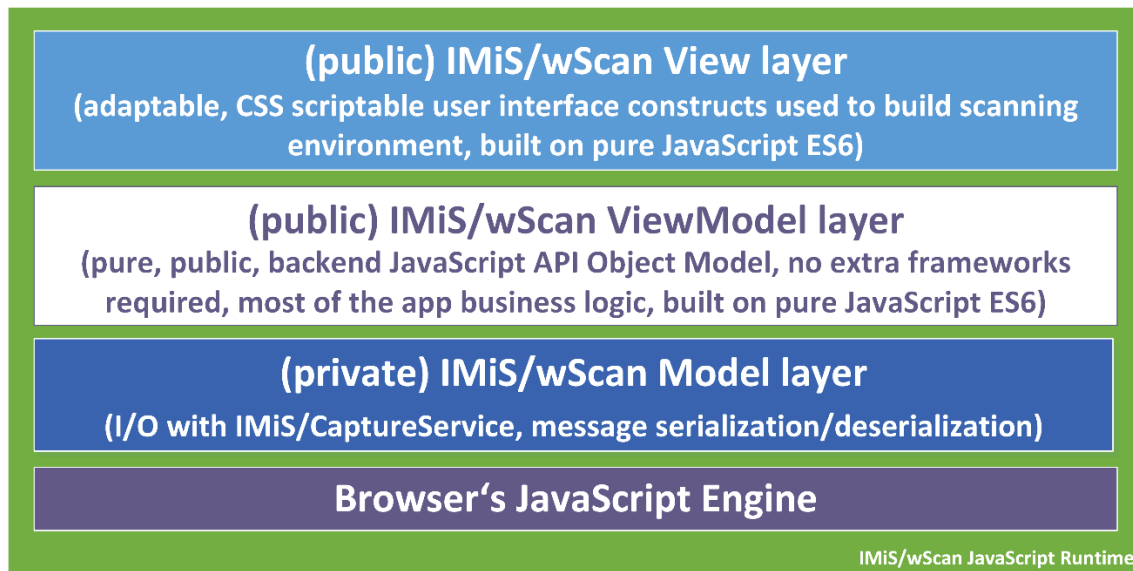 (public) IMiS/wScan View layer
(adaptable, CSS scriptable user interface constructs used to build scanning
environment, built on pure JavaScript ES6)
(public) IMiS/wScan ViewModel layer
(pure, public, backend JavaScript API Object Model, no extra frameworks
required, most of the app business logic, built on pure JavaScript ES6)
(private) IMiS/wScan Model layer
(I/O with IMiS/CaptureService, message serialization/deserialization)
Browser‘s JavaScript Engine
IMiS/wScan JavaScript Runtime